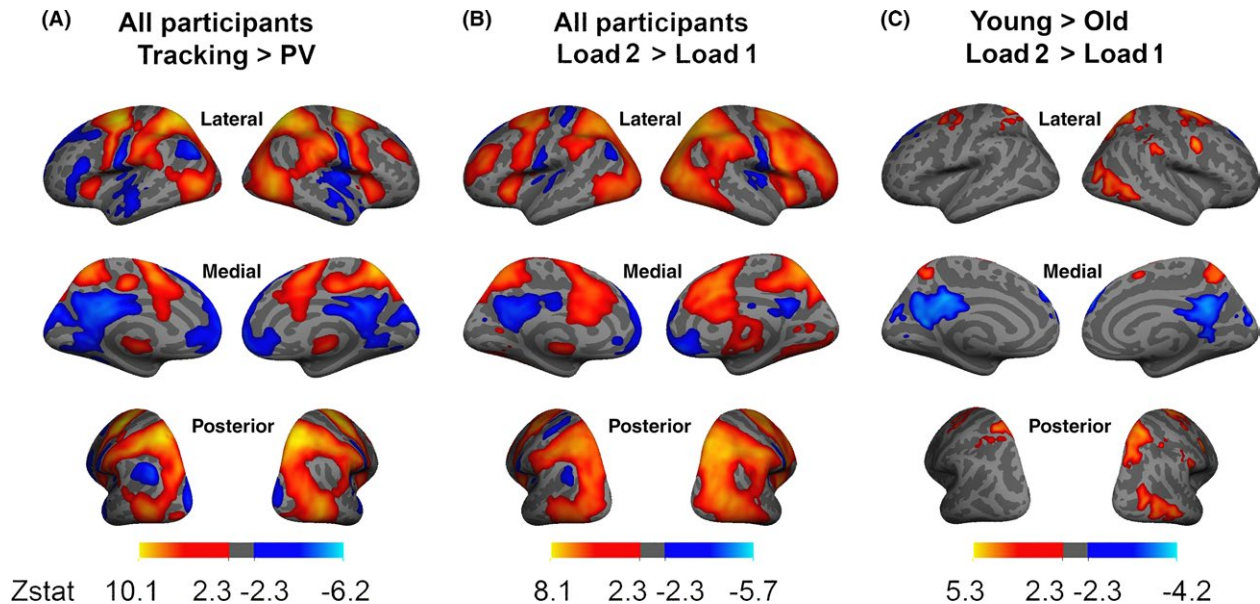 (A) All participants
Tracking > PV
(B) All participants
Load 2 > Load 1
(C) Young > Old
Load 2 > Load 1
Lateral
Lateral
Lateral
Medial
Medial
Medial
Posterior
Posterior
Posterior
Zstat 10.1 2.3 -2.3 -6.2
8.1 2.3 -2.3 -5.7
5.3 2.3 -2.3 -4.2